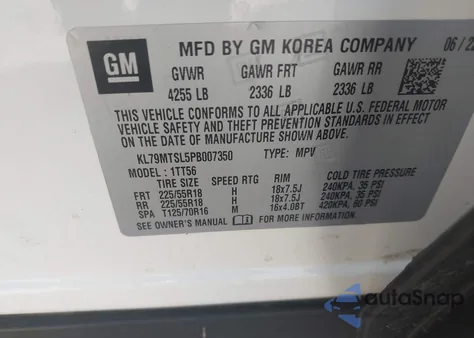 GM MFD BY GM KOREA COMPANY 06/22
GVWR GAWR FRT GAWR RR
4255 LB 2336 LB 2336 LB
THIS VEHICLE CONFORMS TO ALL APPLICABLE U.S. FEDERAL MOTOR
VEHICLE SAFETY AND THEFT PREVENTION STANDARDS IN EFFECT
ON THE DATE OF MANUFACTURE SHOWN ABOVE.
KL79MTSL5PB007350 TYPE: MPV
MODEL: 1TT56
TIRE SIZE SPEED RTG RIM COLD TIRE PRESSURE
FRT 225/55R18 H 18x7.5J 240KPA, 35 PSI
RR 225/55R18 H 18x7.5J 240KPA, 35 PSI
SPA T125/70R16 M 16x4.0BT 420KPA, 60 PSI
SEE OWNER'S MANUAL FOR MORE INFORMATION
autoSnap